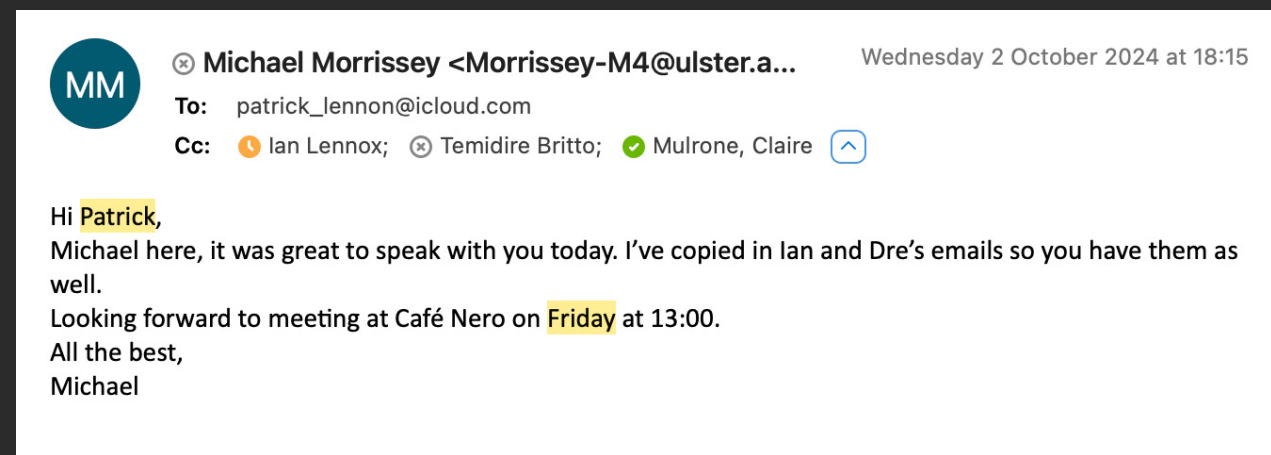 MM
Michael Morrissey <Morrissey-M4@ulster.a...
Wednesday 2 October 2024 at 18:15
To: patrick_lennon@icloud.com
Cc: Ian Lennox; Temidire Britto; Mulrone, Claire
Hi Patrick,
Michael here, it was great to speak with you today. I’ve copied in Ian and Dre’s emails so you have them as
well.
Looking forward to meeting at Café Nero on Friday at 13:00.
All the best,
Michael